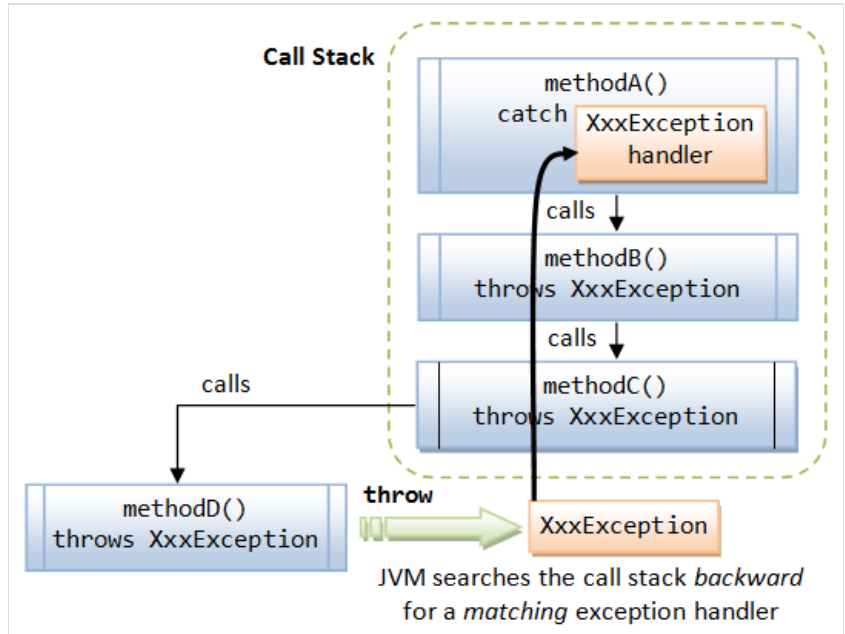 Call Stack
methodA()
catch
XxxException
handler
calls
methodB()
throws XxxException
calls
methodC()
throws XxxException
calls
methodD()
throws XxxException
throw
XxxException
JVM searches the call stack backward
for a matching exception handler